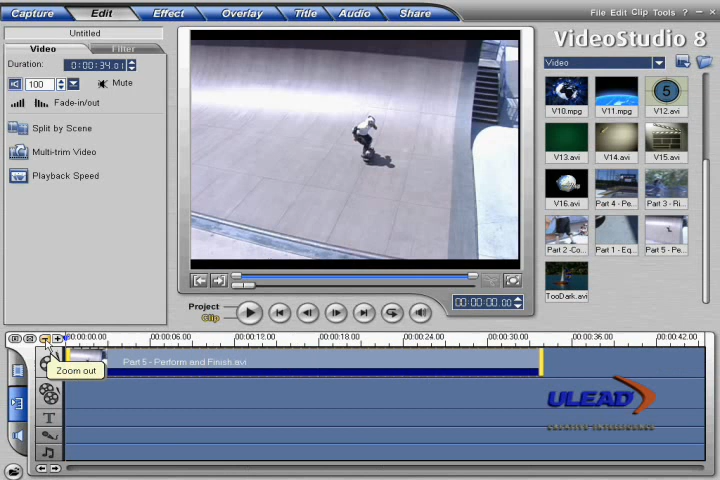 Capture Edit Effect Overlay Title Audio Share
File Edit Clip Tools ? – ×
VideoStudio 8
Untitled
Video Filter
Duration: 0:00:34.01
100 Mute
Fade-in/out
Split by Scene
Multi-trim Video
Playback Speed
Video
V10.mpg V11.mpg V12.avi
5
V13.avi V14.avi V15.avi
V16.avi Part 4 - Pe... Part 3 - Ri...
Part 2 -Co... Part 1 - Eq... Part 5 - Pe...
TooDark.avi
Project
Clip
00:00:00.00
00:00:00.00 00:00:06.00 00:00:12.00 00:00:18.00 00:00:24.00 00:00:30.00 00:00:36.00 00:00:42.00
Part 5 - Perform and Finish.avi
Zoom out
T
ULEAD
CREATIVE INTELLIGENCE